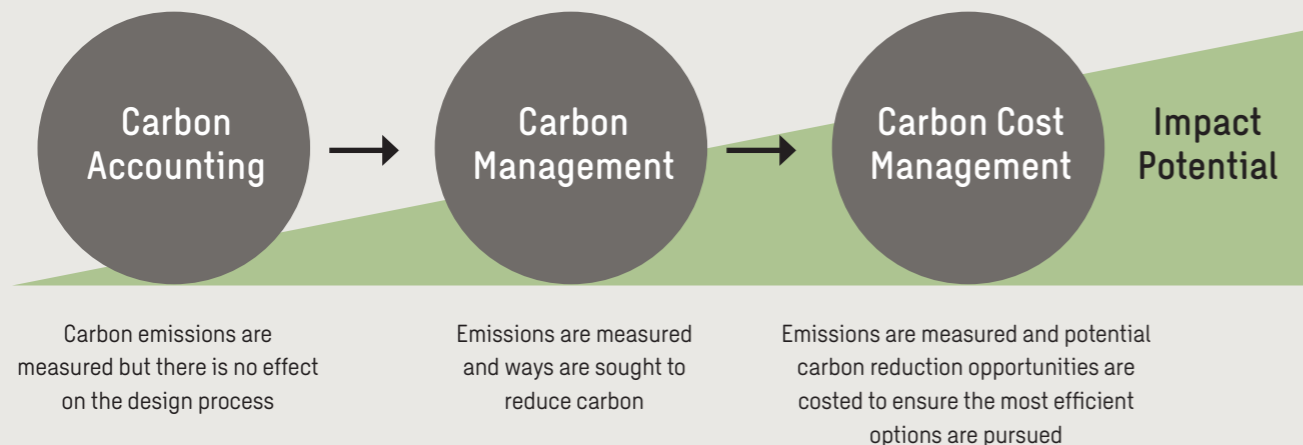 Carbon
Accounting
Carbon
Management
Carbon Cost
Management
Impact
Potential
Carbon emissions are
measured but there is no effect
on the design process
Emissions are measured
and ways are sought to
reduce carbon
Emissions are measured and potential
carbon reduction opportunities are
costed to ensure the most efficient
options are pursued